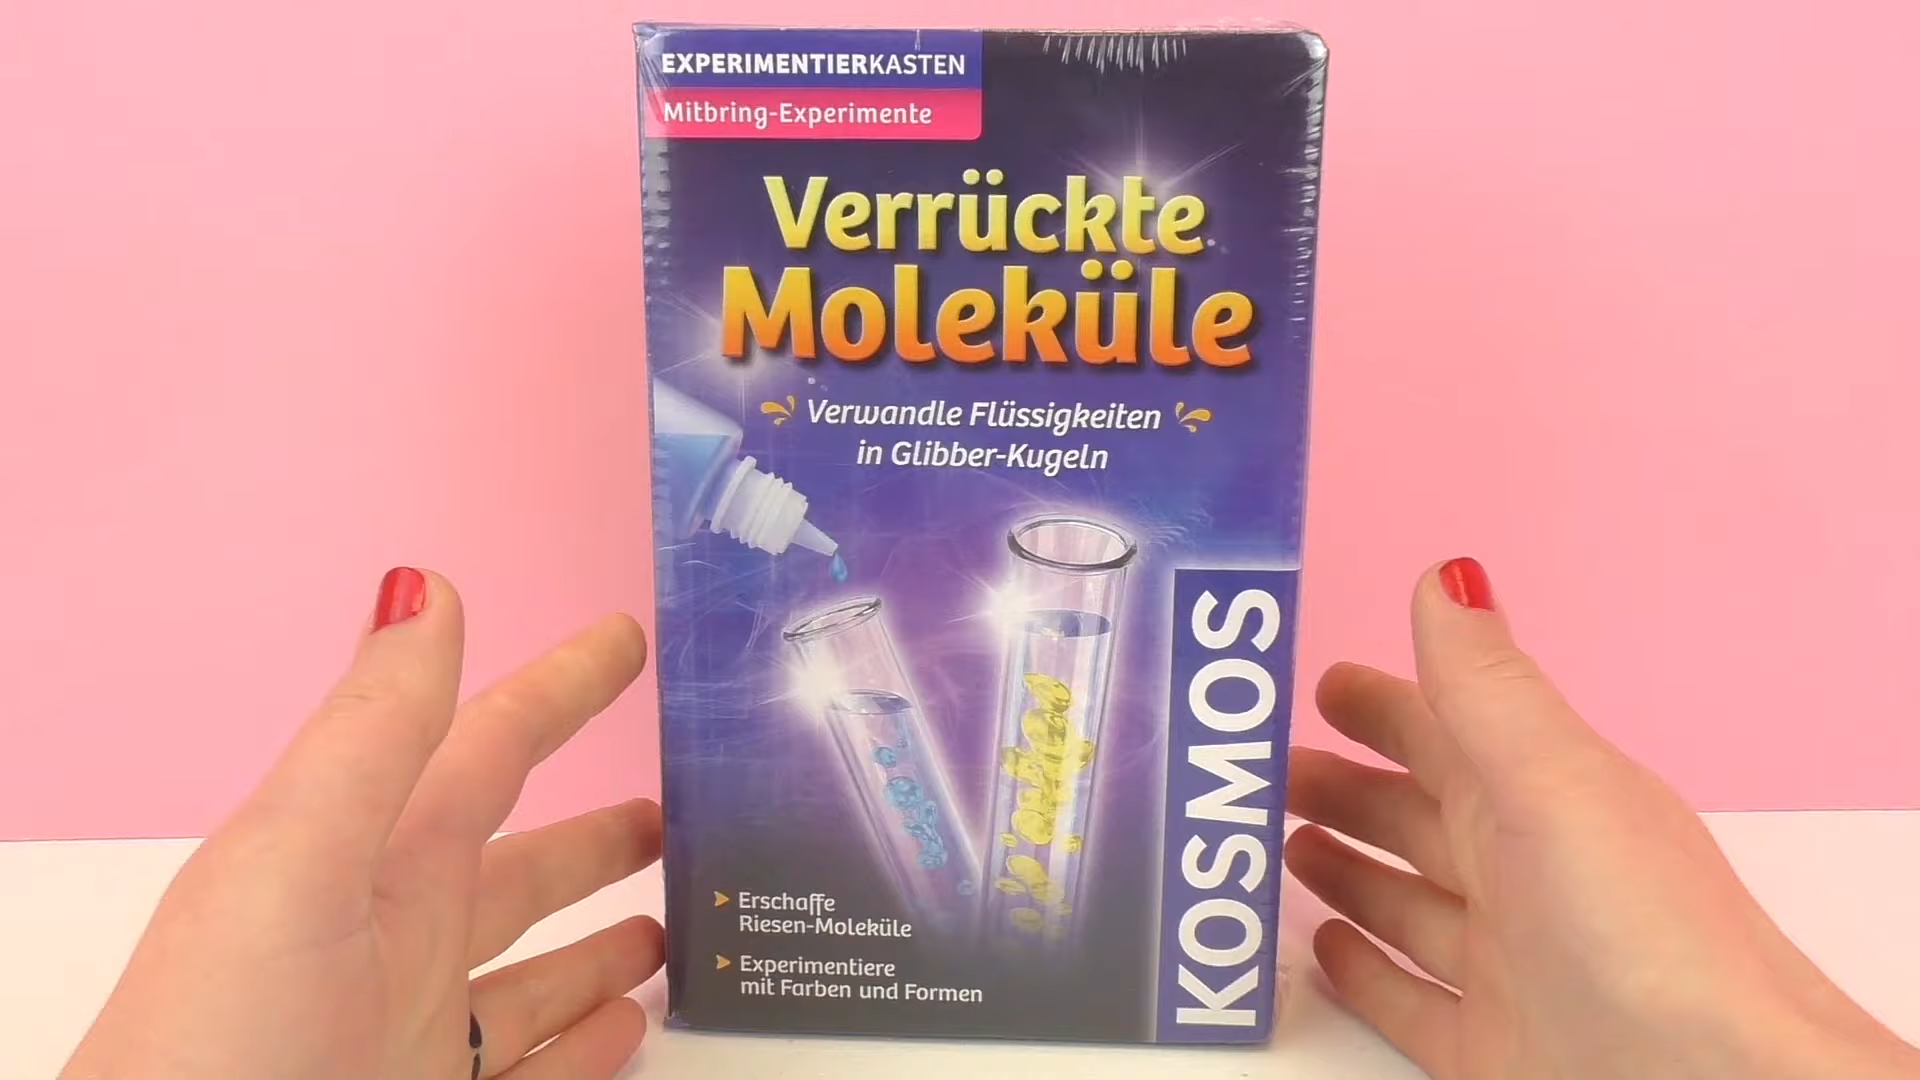 EXPERIMENTIERKASTEN
Mitbring-Experimente
Verrückte
Moleküle
Verwandle Flüssigkeiten
in Glibber-Kugeln
KOSMOS
Erschaffe
Riesen-Moleküle
Experimentiere
mit Farben und Formen